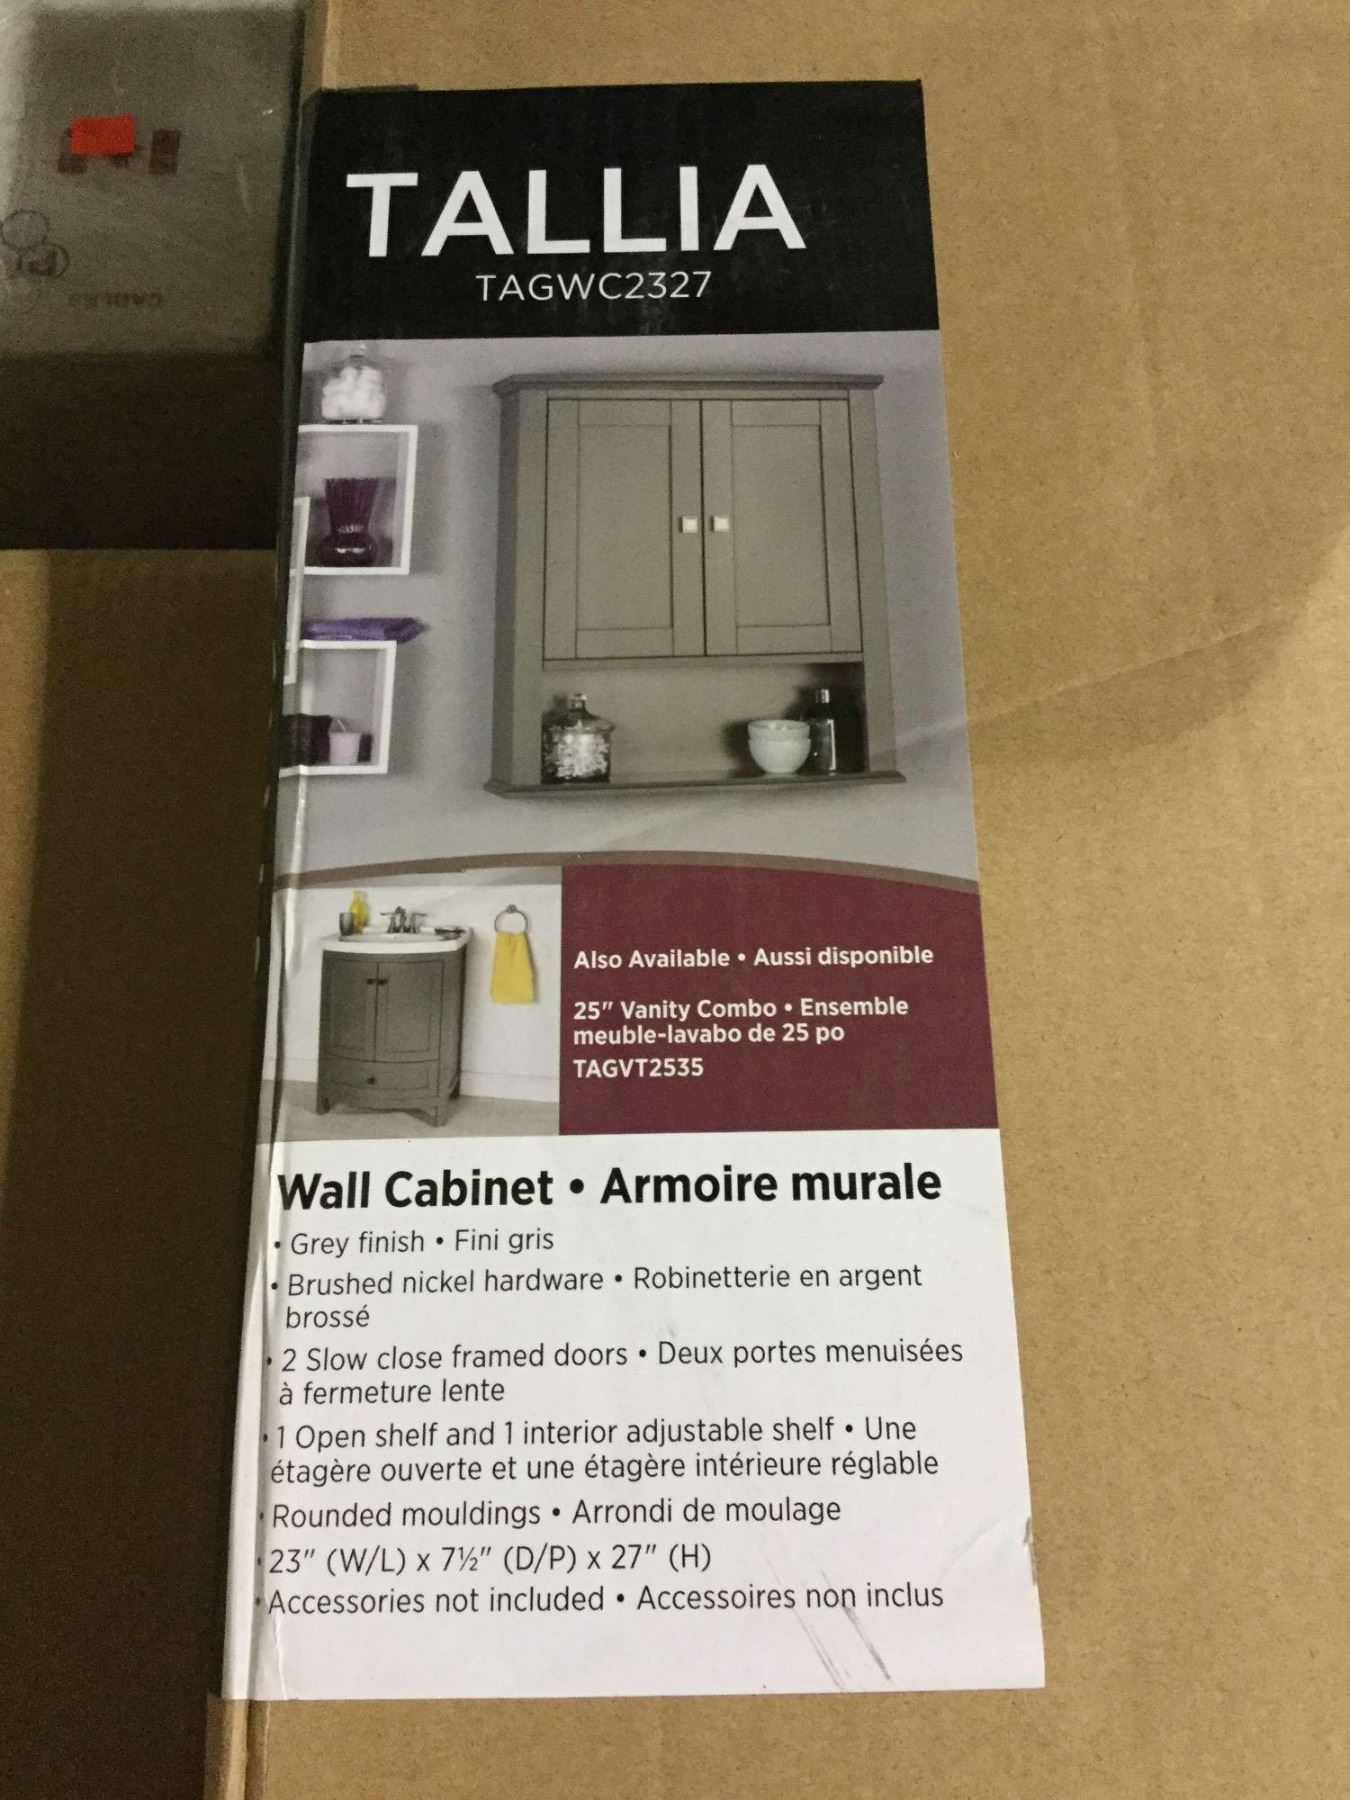 TALLIA
TAGWC2327
Also Available • Aussi disponible
25" Vanity Combo • Ensemble
meuble-lavabo de 25 po
TAGVT2535
Wall Cabinet • Armoire murale
• Grey finish • Fini gris
• Brushed nickel hardware • Robinetterie en argent
brossé
• 2 Slow close framed doors • Deux portes menuisées
à fermeture lente
• 1 Open shelf and 1 interior adjustable shelf • Une
étagère ouverte et une étagère intérieure réglable
• Rounded mouldings • Arrondi de moulage
• 23" (W/L) x 7½" (D/P) x 27" (H)
• Accessories not included • Accessoires non inclus